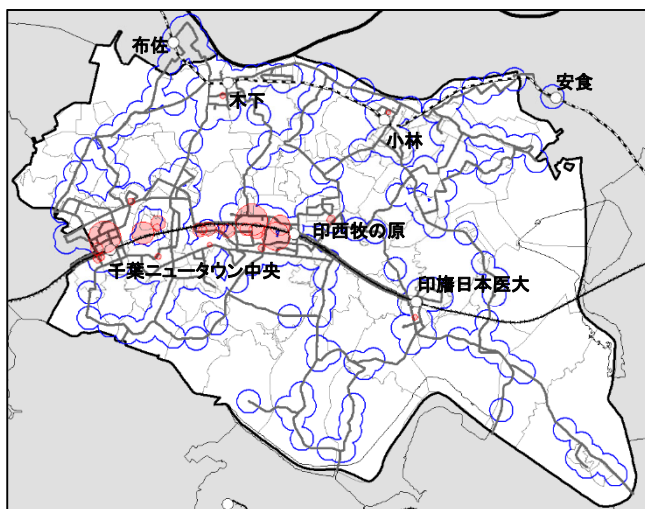 布佐
木下
安食
小林
印西牧の原
千葉ニュータウン中央
印旛日本医大